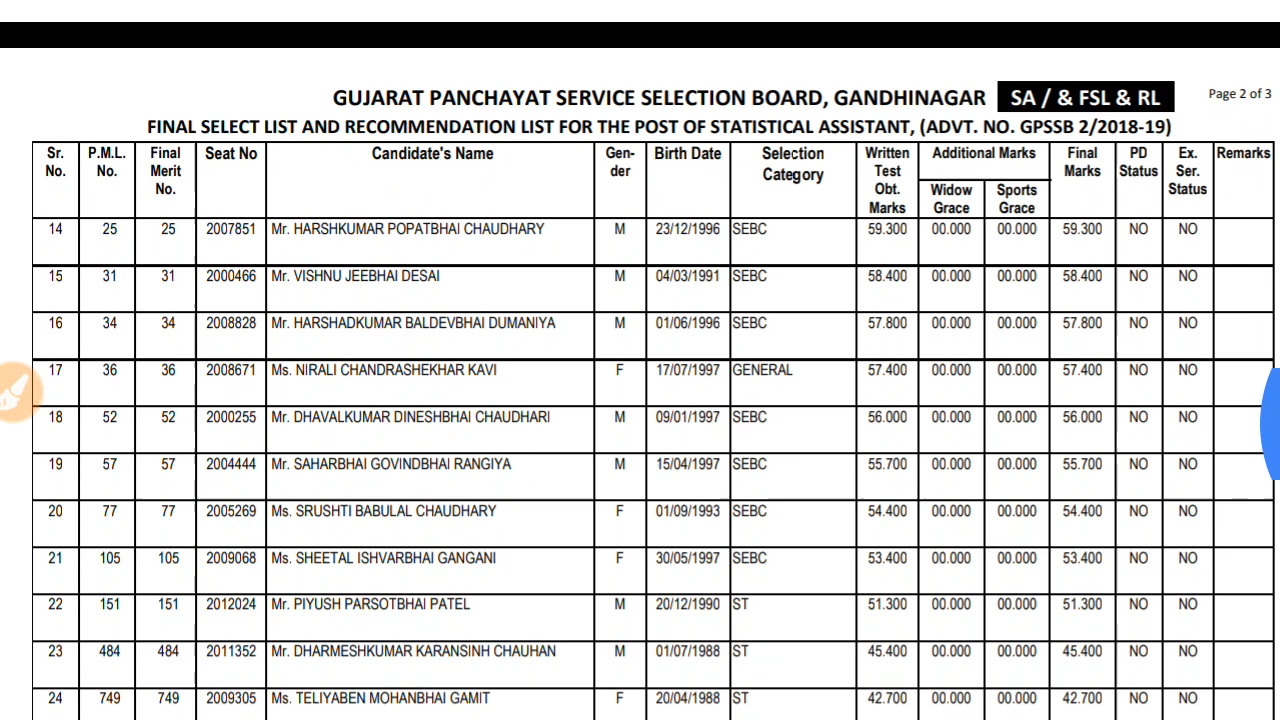 GUJARAT PANCHAYAT SERVICE SELECTION BOARD, GANDHINAGAR SA / & FSL & RL Page 2 of 3
FINAL SELECT LIST AND RECOMMENDATION LIST FOR THE POST OF STATISTICAL ASSISTANT, (ADVT. NO. GPSSB 2/2018-19)
Sr. No. P.M.L. No. Final Merit No. Seat No Candidate's Name Gen-der Birth Date Selection Category Written Test Obt. Marks Additional Marks Widow Grace Sports Grace Final Marks PD Status Ex. Ser. Status Remarks
14 25 25 2007851 Mr. HARSHKUMAR POPATBHAI CHAUDHARY M 23/12/1996 SEBC 59.300 00.000 00.000 59.300 NO NO
15 31 31 2000466 Mr. VISHNU JEEBHAI DESAI M 04/03/1991 SEBC 58.400 00.000 00.000 58.400 NO NO
16 34 34 2008828 Mr. HARSHADKUMAR BALDEVBHAI DUMANIYA M 01/06/1996 SEBC 57.800 00.000 00.000 57.800 NO NO
17 36 36 2008671 Ms. NIRALI CHANDRASHEKHAR KAVI F 17/07/1997 GENERAL 57.400 00.000 00.000 57.400 NO NO
18 52 52 2000255 Mr. DHAVALKUMAR DINESHBHAI CHAUDHARI M 09/01/1997 SEBC 56.000 00.000 00.000 56.000 NO NO
19 57 57 2004444 Mr. SAHARBHAI GOVINDBHAI RANGIYA M 15/04/1997 SEBC 55.700 00.000 00.000 55.700 NO NO
20 77 77 2005269 Ms. SRUSHTI BABULAL CHAUDHARY F 01/09/1993 SEBC 54.400 00.000 00.000 54.400 NO NO
21 105 105 2009068 Ms. SHEETAL ISHVARBHAI GANGANI F 30/05/1997 SEBC 53.400 00.000 00.000 53.400 NO NO
22 151 151 2012024 Mr. PIYUSH PARSOTBHAI PATEL M 20/12/1990 ST 51.300 00.000 00.000 51.300 NO NO
23 484 484 2011352 Mr. DHARMESHKUMAR KARANSINH CHAUHAN M 01/07/1988 ST 45.400 00.000 00.000 45.400 NO NO
24 749 749 2009305 Ms. TELIYABEN MOHANBHAI GAMIT F 20/04/1988 ST 42.700 00.000 00.000 42.700 NO NO